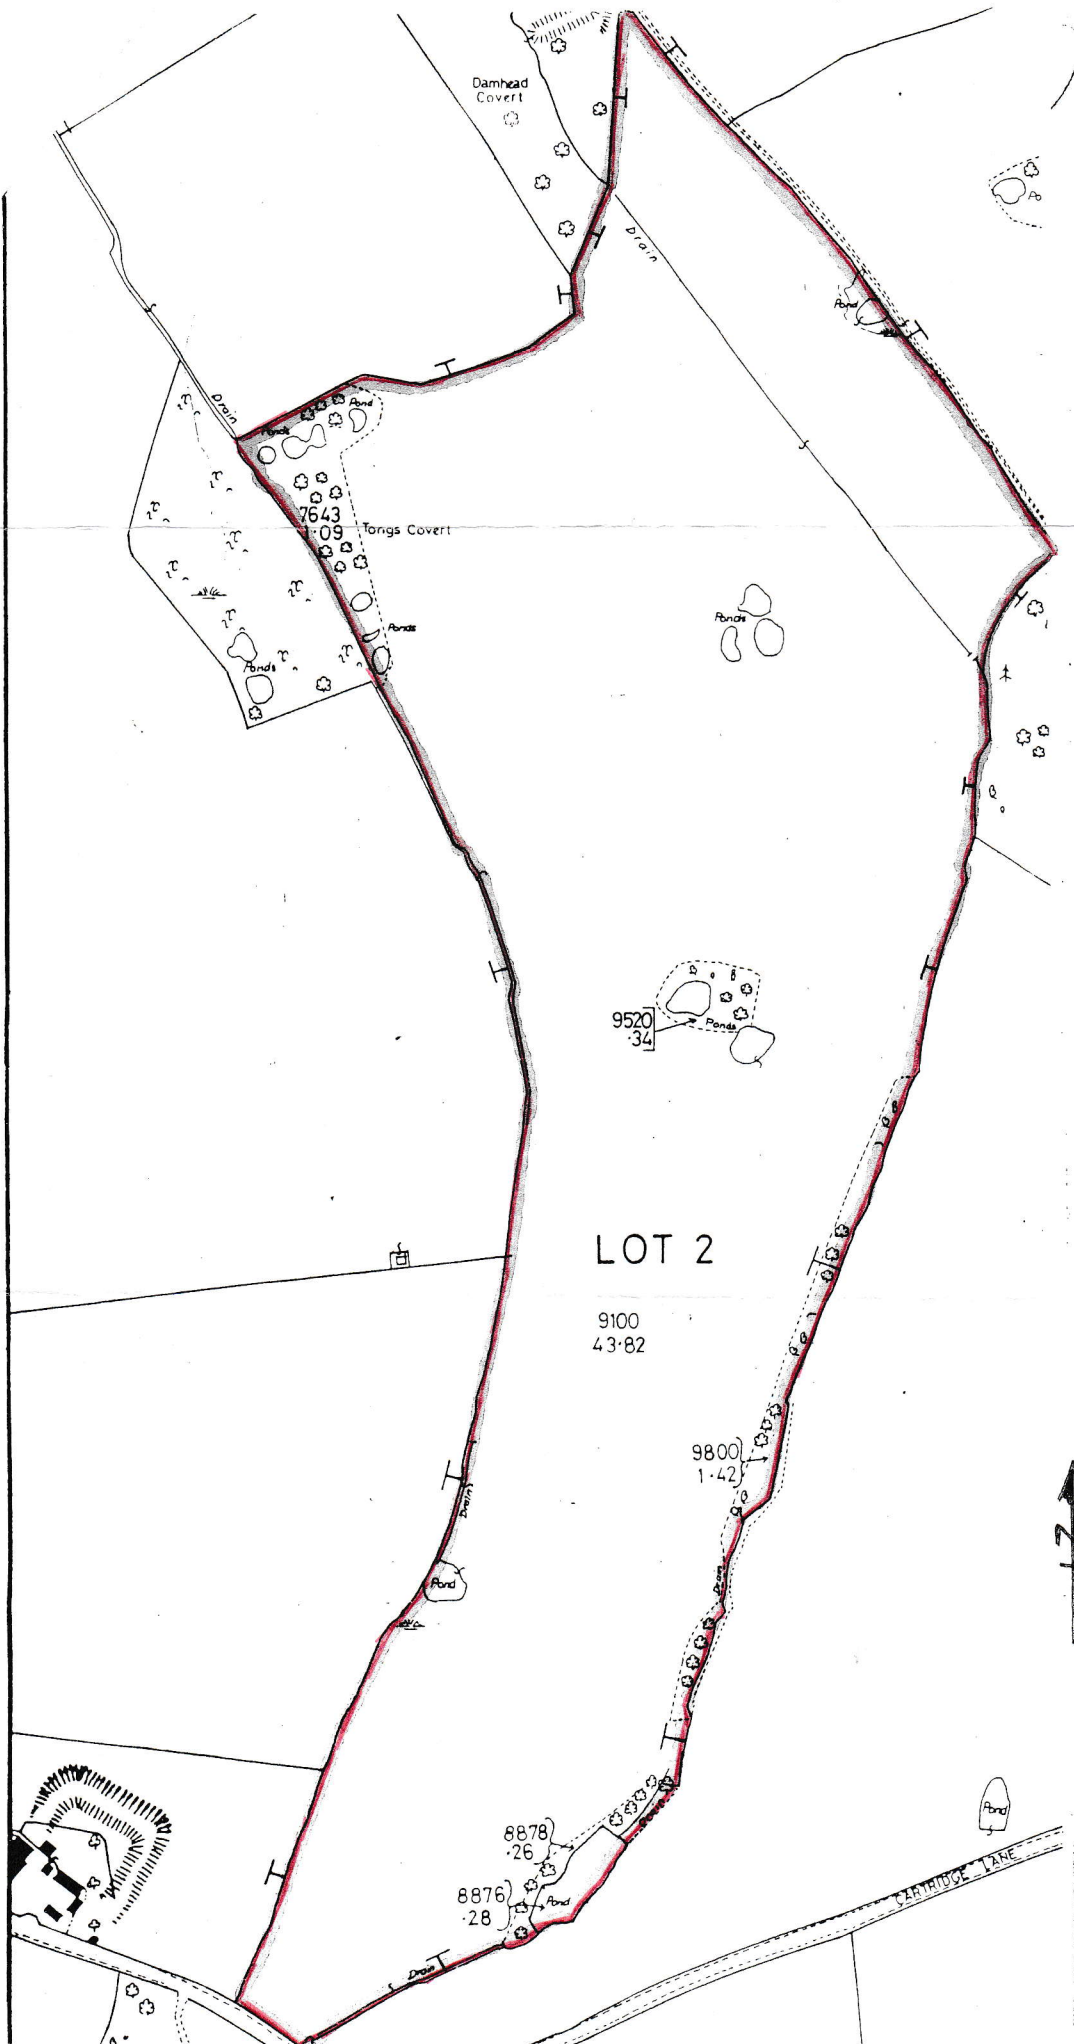 Damhead
Covert
Drain
Pond
Po
Drain
Pond
Ponds
7643
1·09
Tongs Covert
Ponds
Ponds
Ponds
9520
·34
Ponds
LOT 2
9100
43·82
9800
1·42
Drain
Pond
Drain
Drain
Pond
8878
·26
8876
·28
Pond
CARTRIDGE LANE
Drain